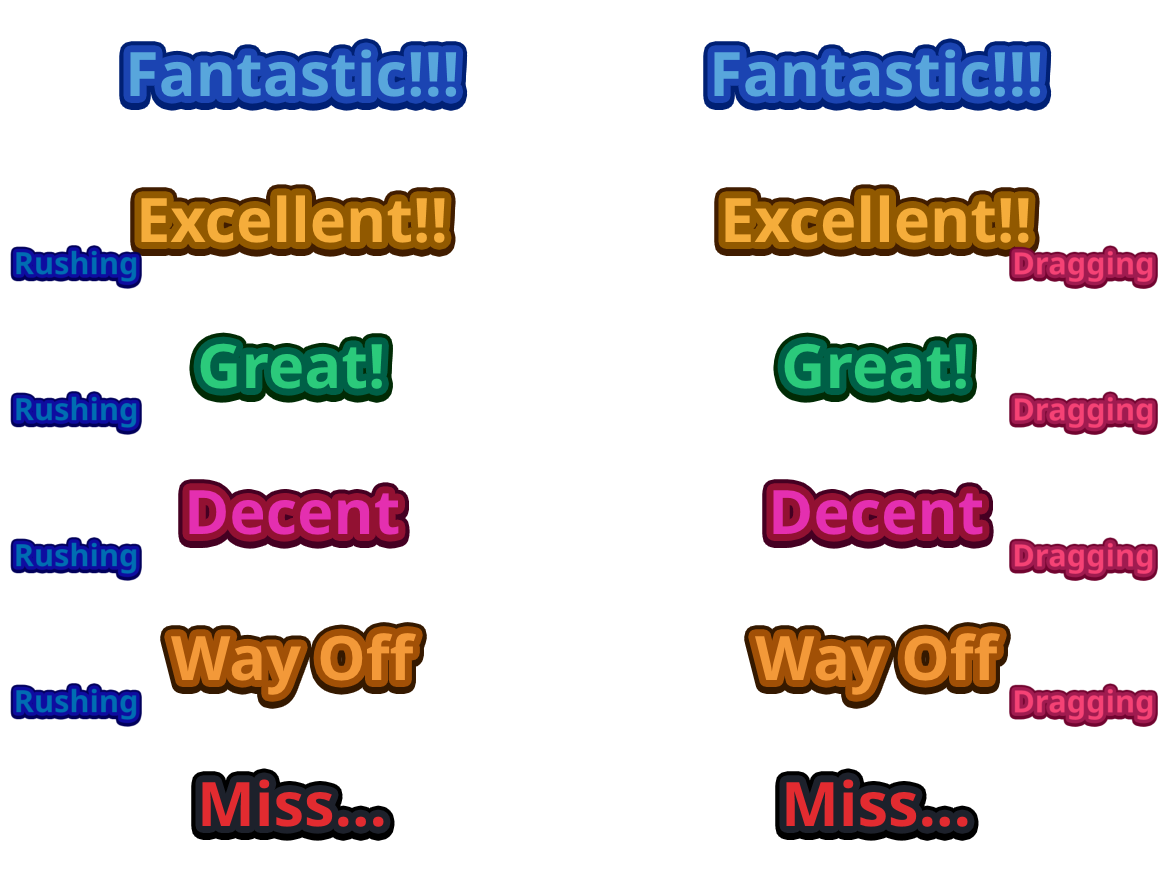 Fantastic!!! Fantastic!!!
Excellent!! Excellent!!
Rushing Dragging
Great! Great!
Rushing Dragging
Decent Decent
Rushing Dragging
Way Off Way Off
Rushing Dragging
Miss... Miss...